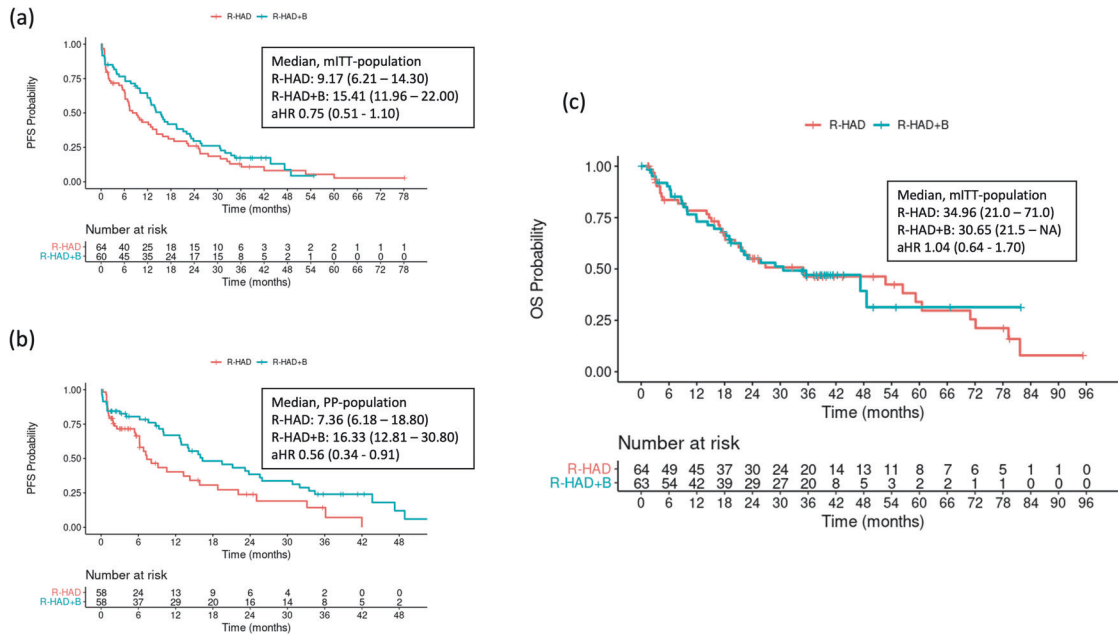 (a)
R-HAD R-HAD+B
PFS Probability
1.00
0.75
0.50
0.25
0.00
Median, mITT-population
R-HAD: 9.17 (6.21 – 14.30)
R-HAD+B: 15.41 (11.96 – 22.00)
aHR 0.75 (0.51 - 1.10)
0 6 12 18 24 30 36 42 48 54 60 66 72 78
Time (months)
Number at risk
R-HAD 64 40 25 18 15 10 6 3 3 2 2 1 1 1
R-HAD+B 60 45 35 24 17 15 8 5 2 1 0 0 0 0
0 6 12 18 24 30 36 42 48 54 60 66 72 78
Time (months)
(b)
R-HAD R-HAD+B
PFS Probability
1.00
0.75
0.50
0.25
0.00
Median, PP-population
R-HAD: 7.36 (6.18 – 18.80)
R-HAD+B: 16.33 (12.81 – 30.80)
aHR 0.56 (0.34 - 0.91)
0 6 12 18 24 30 36 42 48
Time (months)
Number at risk
R-HAD 58 24 13 9 6 4 2 0 0
R-HAD+B 58 37 29 20 16 14 8 5 2
0 6 12 18 24 30 36 42 48
Time (months)
(c)
R-HAD R-HAD+B
OS Probability
1.00
0.75
0.50
0.25
0.00
Median, mITT-population
R-HAD: 34.96 (21.0 – 71.0)
R-HAD+B: 30.65 (21.5 – NA)
aHR 1.04 (0.64 - 1.70)
0 6 12 18 24 30 36 42 48 54 60 66 72 78 84 90 96
Time (months)
Number at risk
R-HAD 64 49 45 37 30 24 20 14 13 11 8 7 6 5 1 1 0
R-HAD+B 63 54 42 39 29 27 20 8 5 3 2 2 1 1 0 0 0
0 6 12 18 24 30 36 42 48 54 60 66 72 78 84 90 96
Time (months)